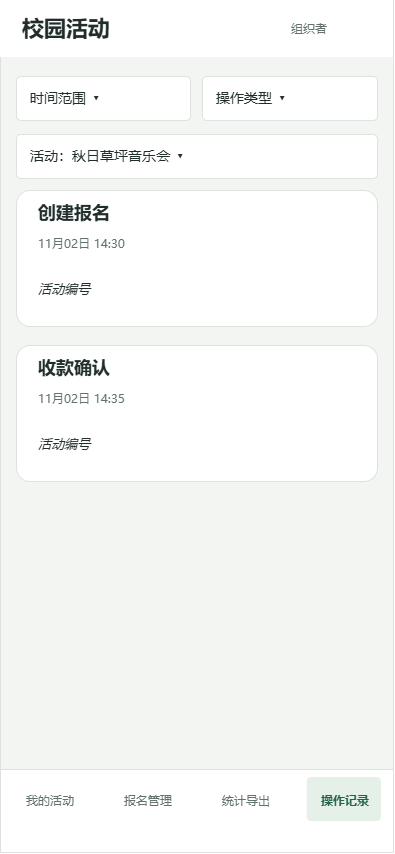 校园活动
组织者
时间范围 ▾
操作类型 ▾
活动：秋日草坪音乐会 ▾
创建报名
11月02日 14:30
活动编号
收款确认
11月02日 14:35
活动编号
我的活动
报名管理
统计导出
操作记录